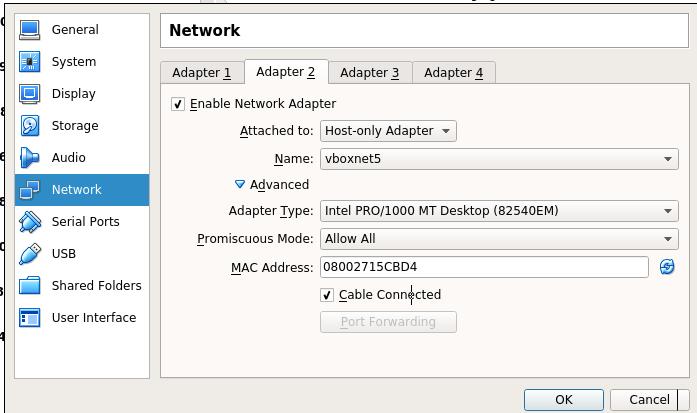 General
System
Display
Storage
Audio
Network
Serial Ports
USB
Shared Folders
User Interface
Network
Adapter 1 Adapter 2 Adapter 3 Adapter 4
Enable Network Adapter
Attached to: Host-only Adapter
Name: vboxnet5
Advanced
Adapter Type: Intel PRO/1000 MT Desktop (82540EM)
Promiscuous Mode: Allow All
MAC Address: 08002715CBD4
Cable Connected
Port Forwarding
OK Cancel